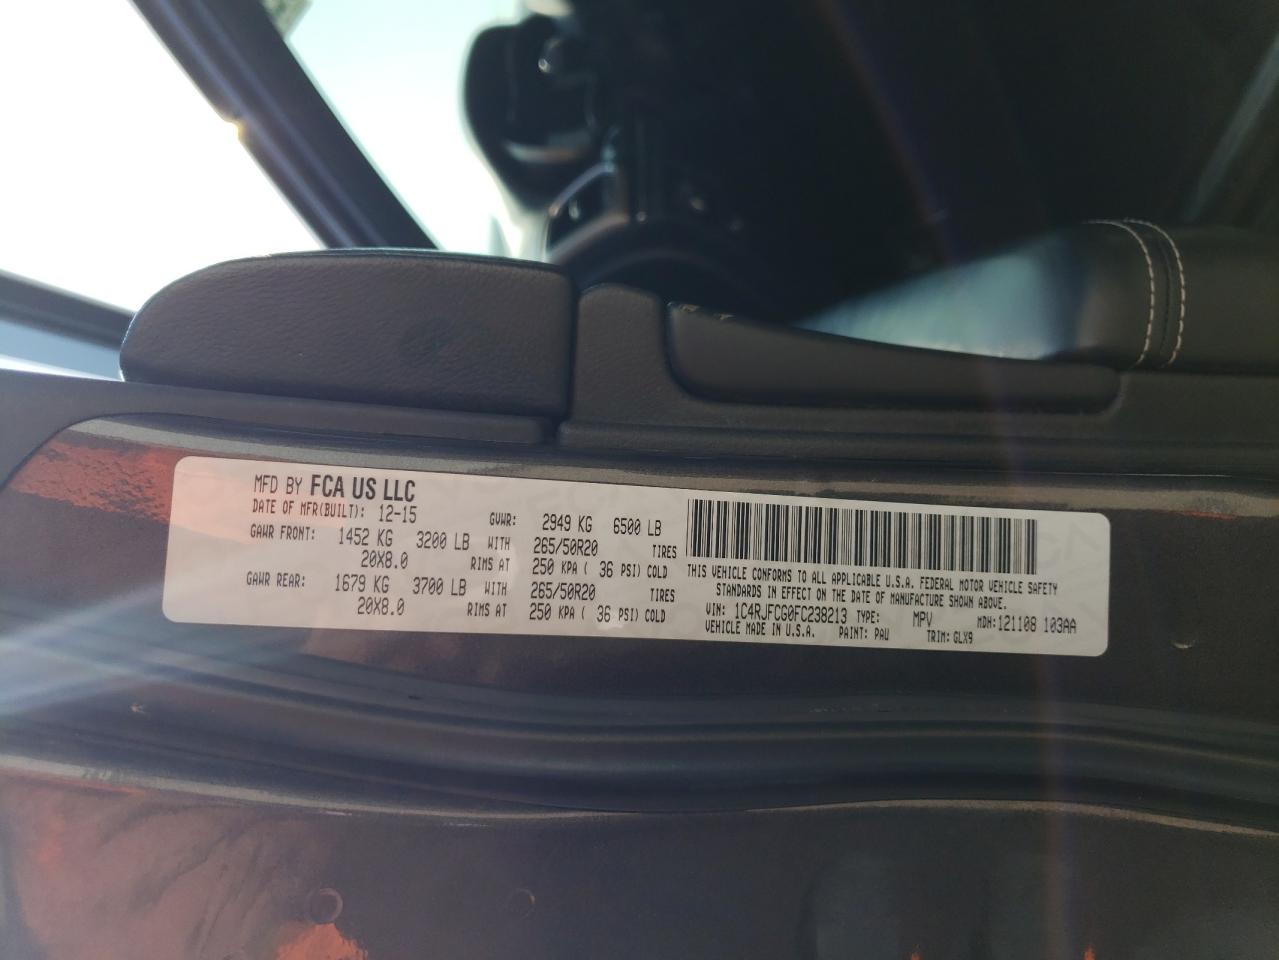 MFD BY FCA US LLC
DATE OF MFR(BUILT): 12-15 GVWR: 2949 KG 6500 LB
GAWR FRONT: 1452 KG 3200 LB WITH 265/50R20 TIRES
20X8.0 RIMS AT 250 KPA ( 36 PSI) COLD
GAWR REAR: 1679 KG 3700 LB WITH 265/50R20 TIRES
20X8.0 RIMS AT 250 KPA ( 36 PSI) COLD
THIS VEHICLE CONFORMS TO ALL APPLICABLE U.S.A. FEDERAL MOTOR VEHICLE SAFETY
STANDARDS IN EFFECT ON THE DATE OF MANUFACTURE SHOWN ABOVE.
VIN: 1C4RJFCG0FC238213 TYPE: MPV MDH:121108 103AA
VEHICLE MADE IN U.S.A. PAINT: PAU TRIM: GLX9